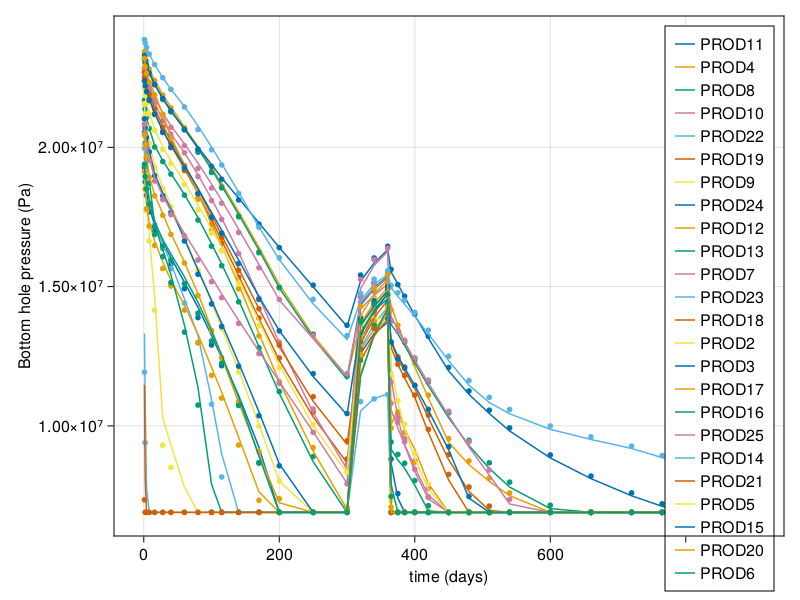 Bottom hole pressure (Pa)
2.00×10⁷
1.50×10⁷
1.00×10⁷
0
200
400
600
time (days)
PROD11
PROD4
PROD8
PROD10
PROD22
PROD19
PROD9
PROD24
PROD12
PROD13
PROD7
PROD23
PROD18
PROD2
PROD3
PROD17
PROD16
PROD25
PROD14
PROD21
PROD5
PROD15
PROD20
PROD6